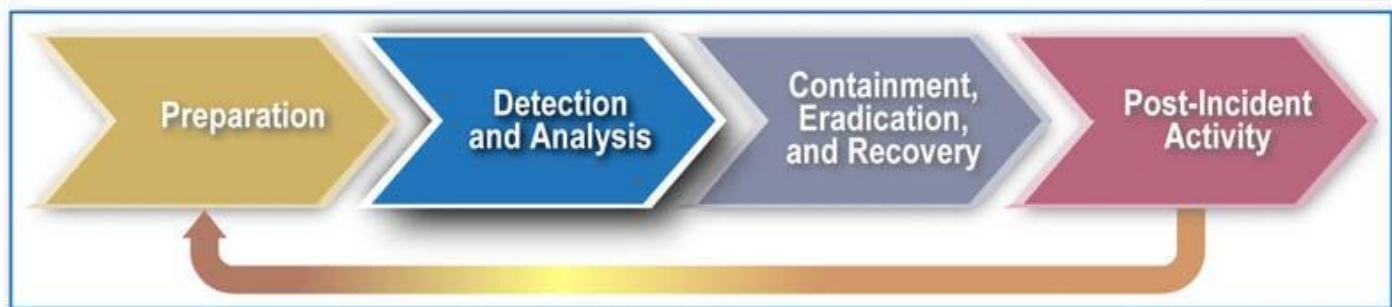 Preparation
Detection
and Analysis
Containment,
Eradication,
and Recovery
Post-Incident
Activity